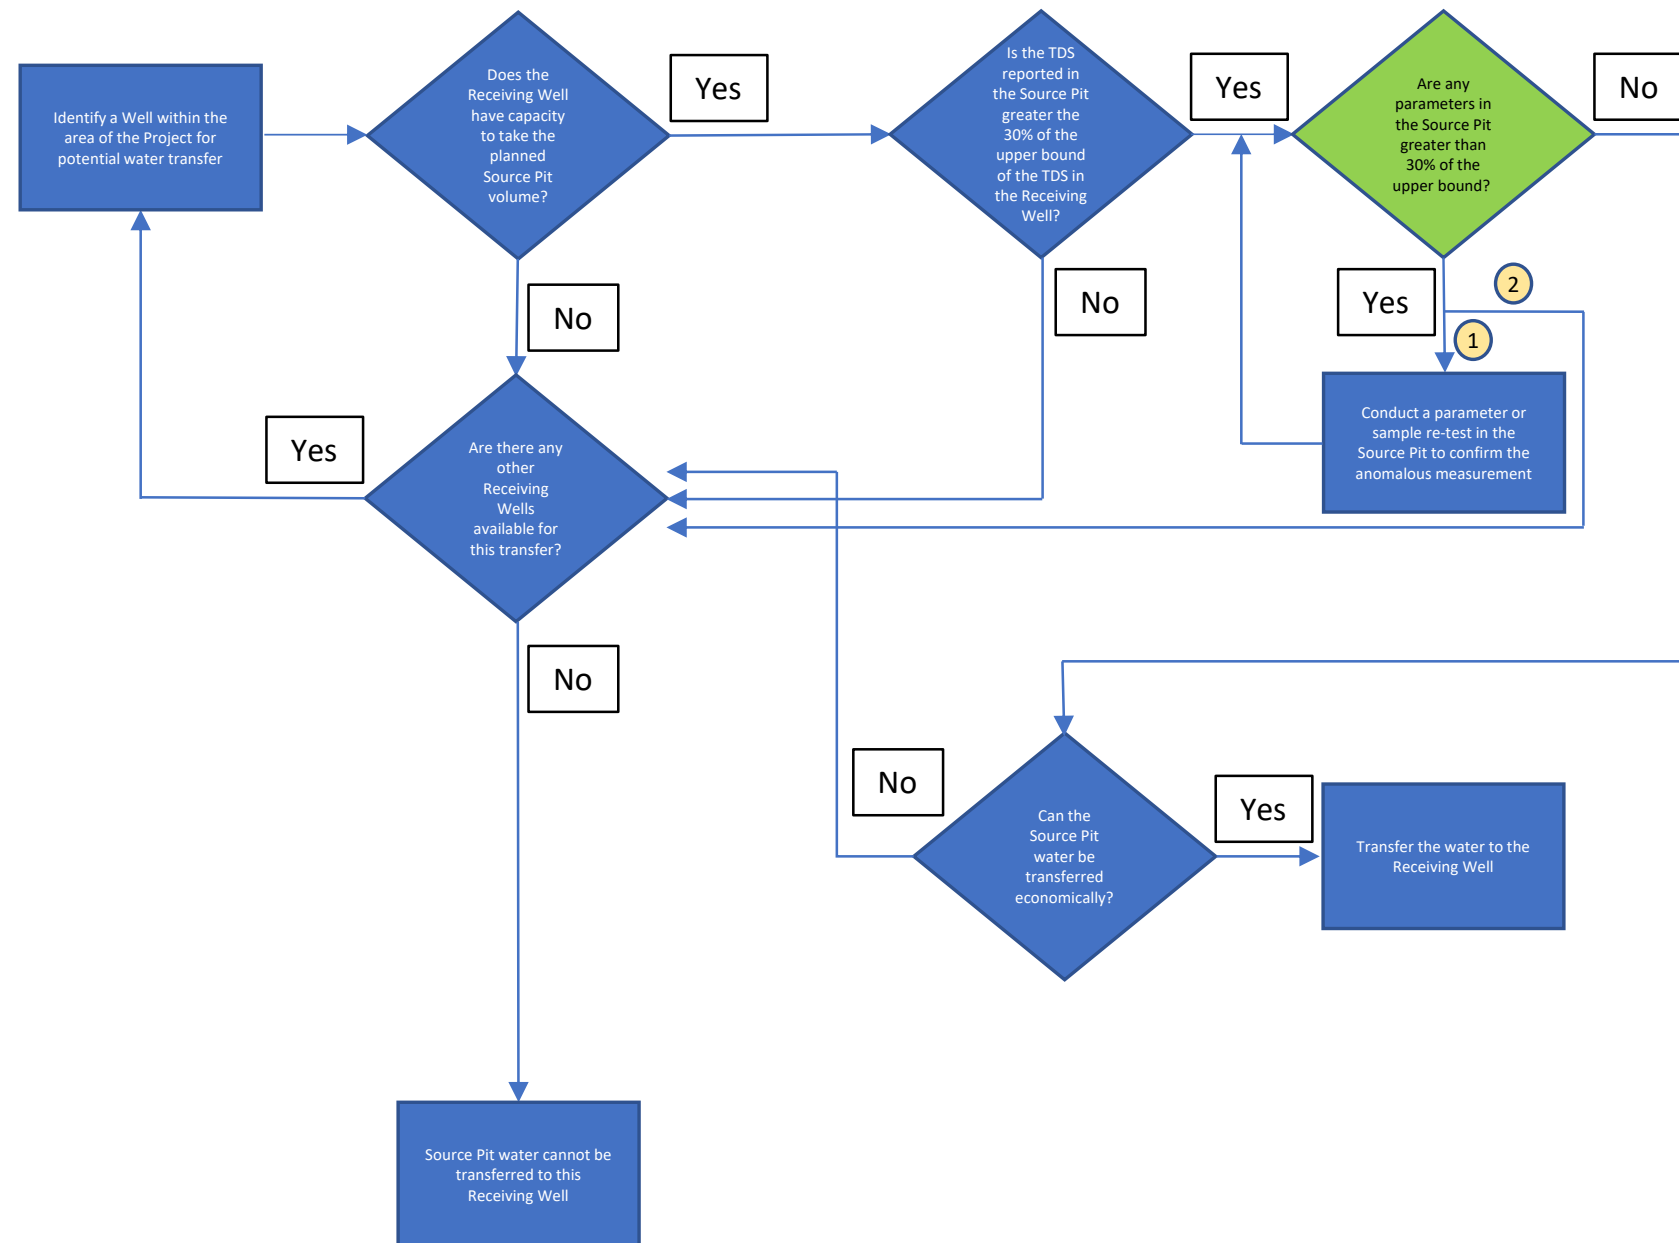 Identify a Well within the
area of the Project for
potential water transfer
Does the
Receiving Well
have capacity
to take the
planned
Source Pit
volume?
Yes
Is the TDS
reported in
the Source Pit
greater the
30% of the
upper bound
of the TDS in
the Receiving
Well?
Yes
Are any
parameters in
the Source Pit
greater than
30% of the
upper bound?
No
No
No
Yes
2
1
Conduct a parameter or
sample re-test in the
Source Pit to confirm the
anomalous measurement
Yes
Are there any
other
Receiving
Wells
available for
this transfer?
No
No
Can the
Source Pit
water be
transferred
economically?
Yes
Transfer the water to the
Receiving Well
Source Pit water cannot be
transferred to this
Receiving Well